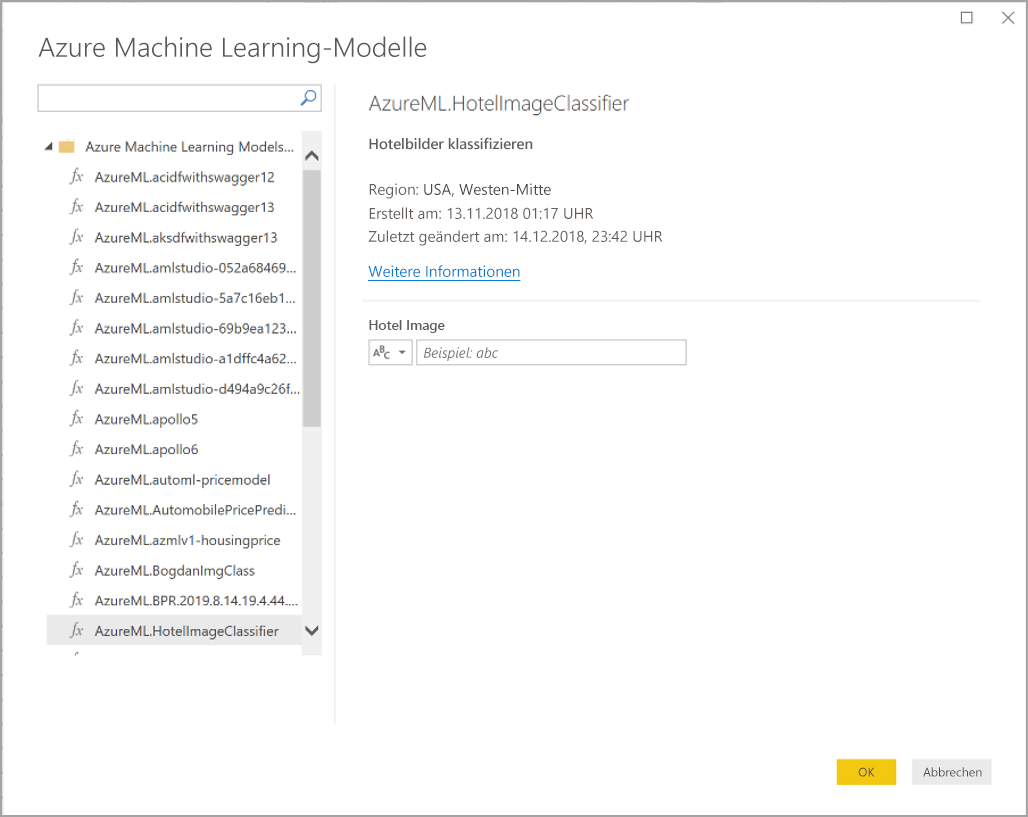 Azure Machine Learning-Modelle
Azure Machine Learning Models...
fx AzureML.acidfwithswagger12
fx AzureML.acidfwithswagger13
fx AzureML.aksdfwithswagger13
fx AzureML.amlstudio-052a68469...
fx AzureML.amlstudio-5a7c16eb1...
fx AzureML.amlstudio-69b9ea123...
fx AzureML.amlstudio-a1dffc4a62...
fx AzureML.amlstudio-d494a9c26f...
fx AzureML.apollo5
fx AzureML.apollo6
fx AzureML.automl-pricemodel
fx AzureML.AutomobilePricePredi...
fx AzureML.azmlv1-housingprice
fx AzureML.BogdanImgClass
fx AzureML.BPR.2019.8.14.19.4.44....
fx AzureML.HotelImageClassifier
AzureML.HotelImageClassifier
Hotelbilder klassifizieren
Region: USA, Westen-Mitte
Erstellt am: 13.11.2018 01:17 UHR
Zuletzt geändert am: 14.12.2018, 23:42 UHR
Weitere Informationen
Hotel Image
ABC Beispiel: abc
OK Abbrechen